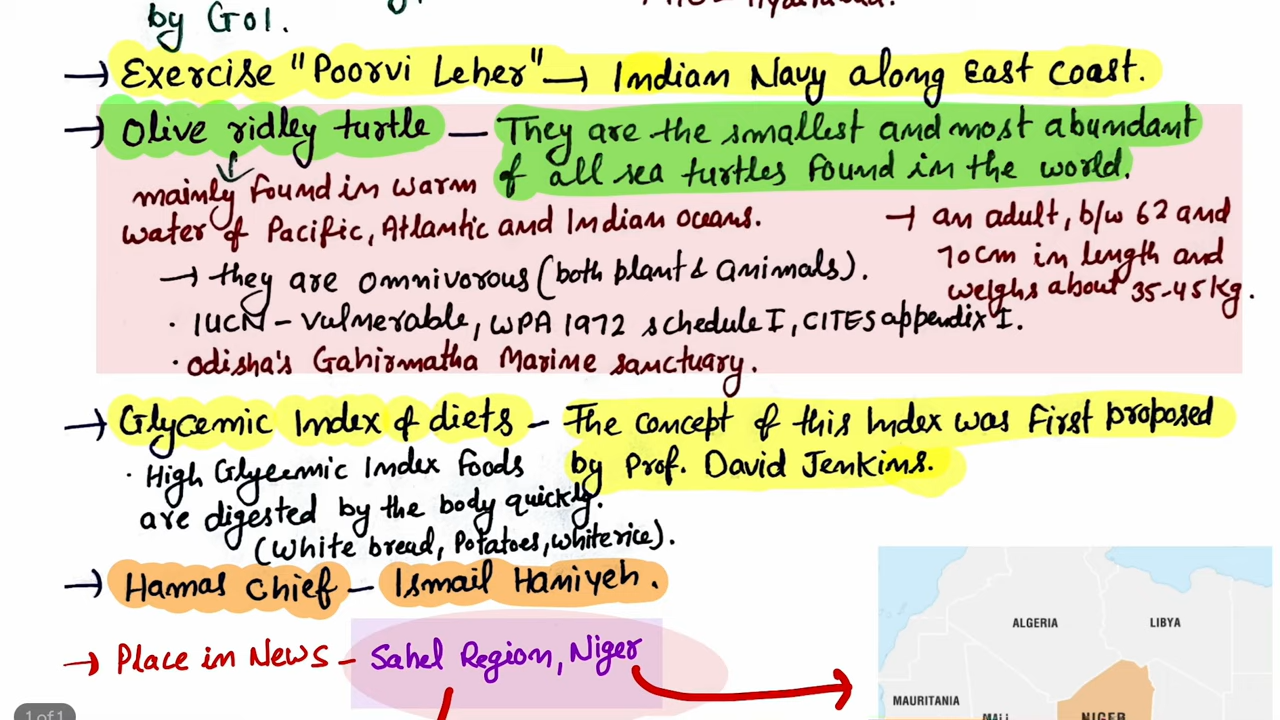 by GoI.
→ Exercise "Poorvi Leher" → Indian Navy along East Coast.
→ Olive ridley turtle — They are the smallest and most abundant
of all sea turtles found in the world.
mainly found in warm
water of Pacific, Atlantic and Indian oceans.
→ an adult, b/w 62 and
70cm in length and
weighs about 35-45 kg.
→ they are omnivorous (both plant & animals).
· IUCN - vulnerable, WPA 1972 schedule I, CITES appendix I.
· Odisha's Gahirmatha Marine sanctuary.
→ Glycemic Index of diets - The concept of this Index was first proposed
by Prof. David Jenkins.
· High Glycemic Index foods
are digested by the body quickly.
(White bread, Potatoes, white rice).
→ Hamas Chief - Ismail Haniyeh.
→ Place in News - Sahel Region, Niger
ALGERIA
LIBYA
MAURITANIA
MALI
NIGER
1 of 1